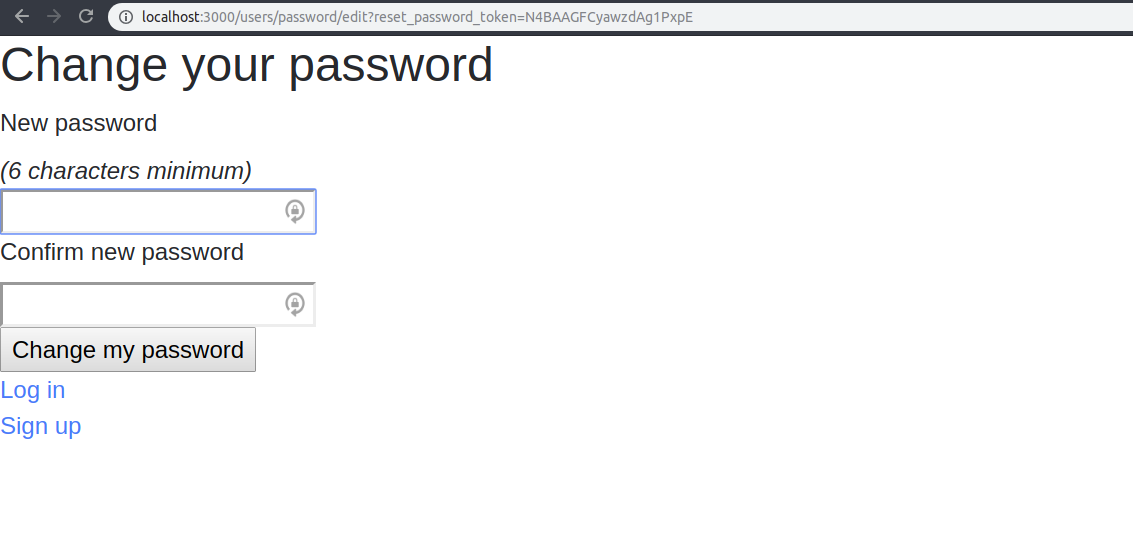 localhost:3000/users/password/edit?reset_password_token=N4BAAGFCyawzdAg1PxpE
Change your password
New password
(6 characters minimum)
Confirm new password
Change my password
Log in
Sign up